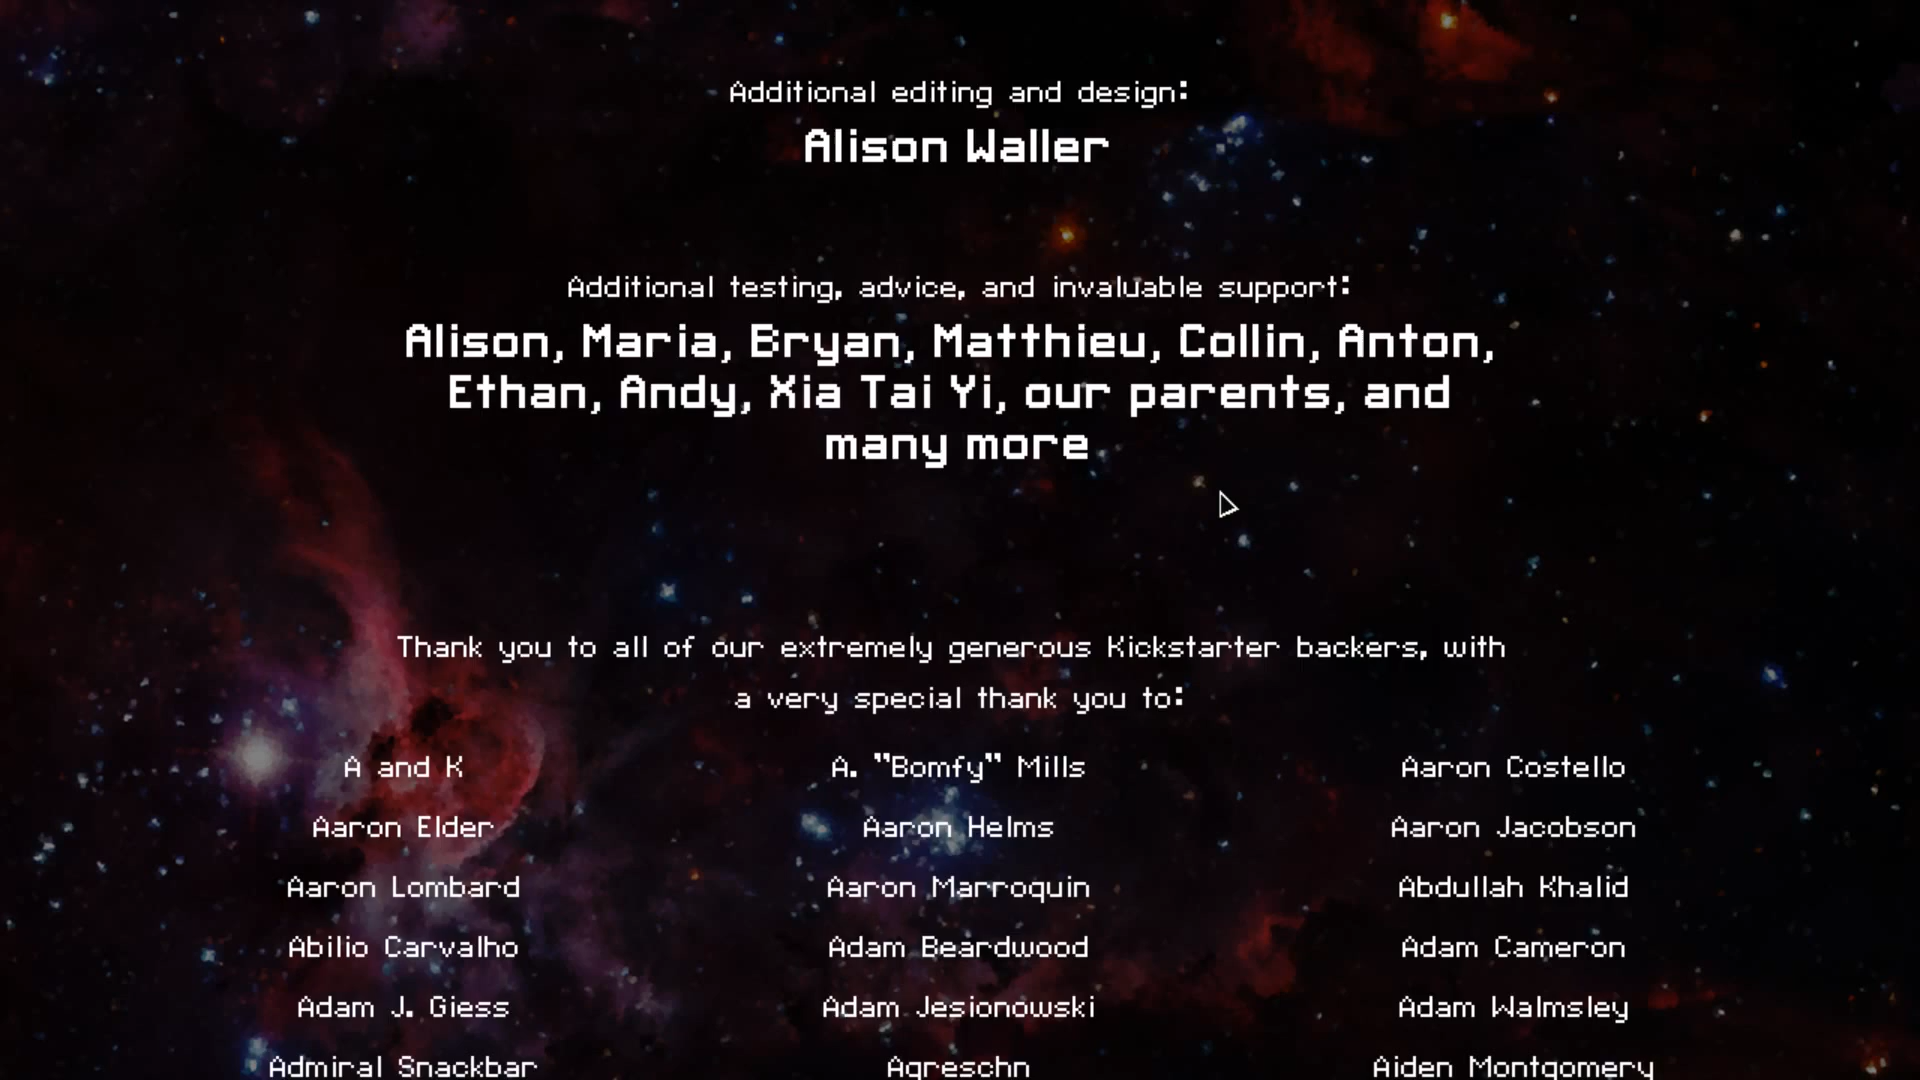 Additional editing and design:
Alison Waller
Additional testing, advice, and invaluable support:
Alison, Maria, Bryan, Matthieu, Collin, Anton,
Ethan, Andy, Xia Tai Yi, our parents, and
many more
Thank you to all of our extremely generous Kickstarter backers, with
a very special thank you to:
A and K A. "Bomfy" Mills Aaron Costello
Aaron Elder Aaron Helms Aaron Jacobson
Aaron Lombard Aaron Marroquin Abdullah Khalid
Abilio Carvalho Adam Beardwood Adam Cameron
Adam J. Giess Adam Jesionowski Adam Walmsley
Admiral Snackbar Agreschn Aiden Montgomery